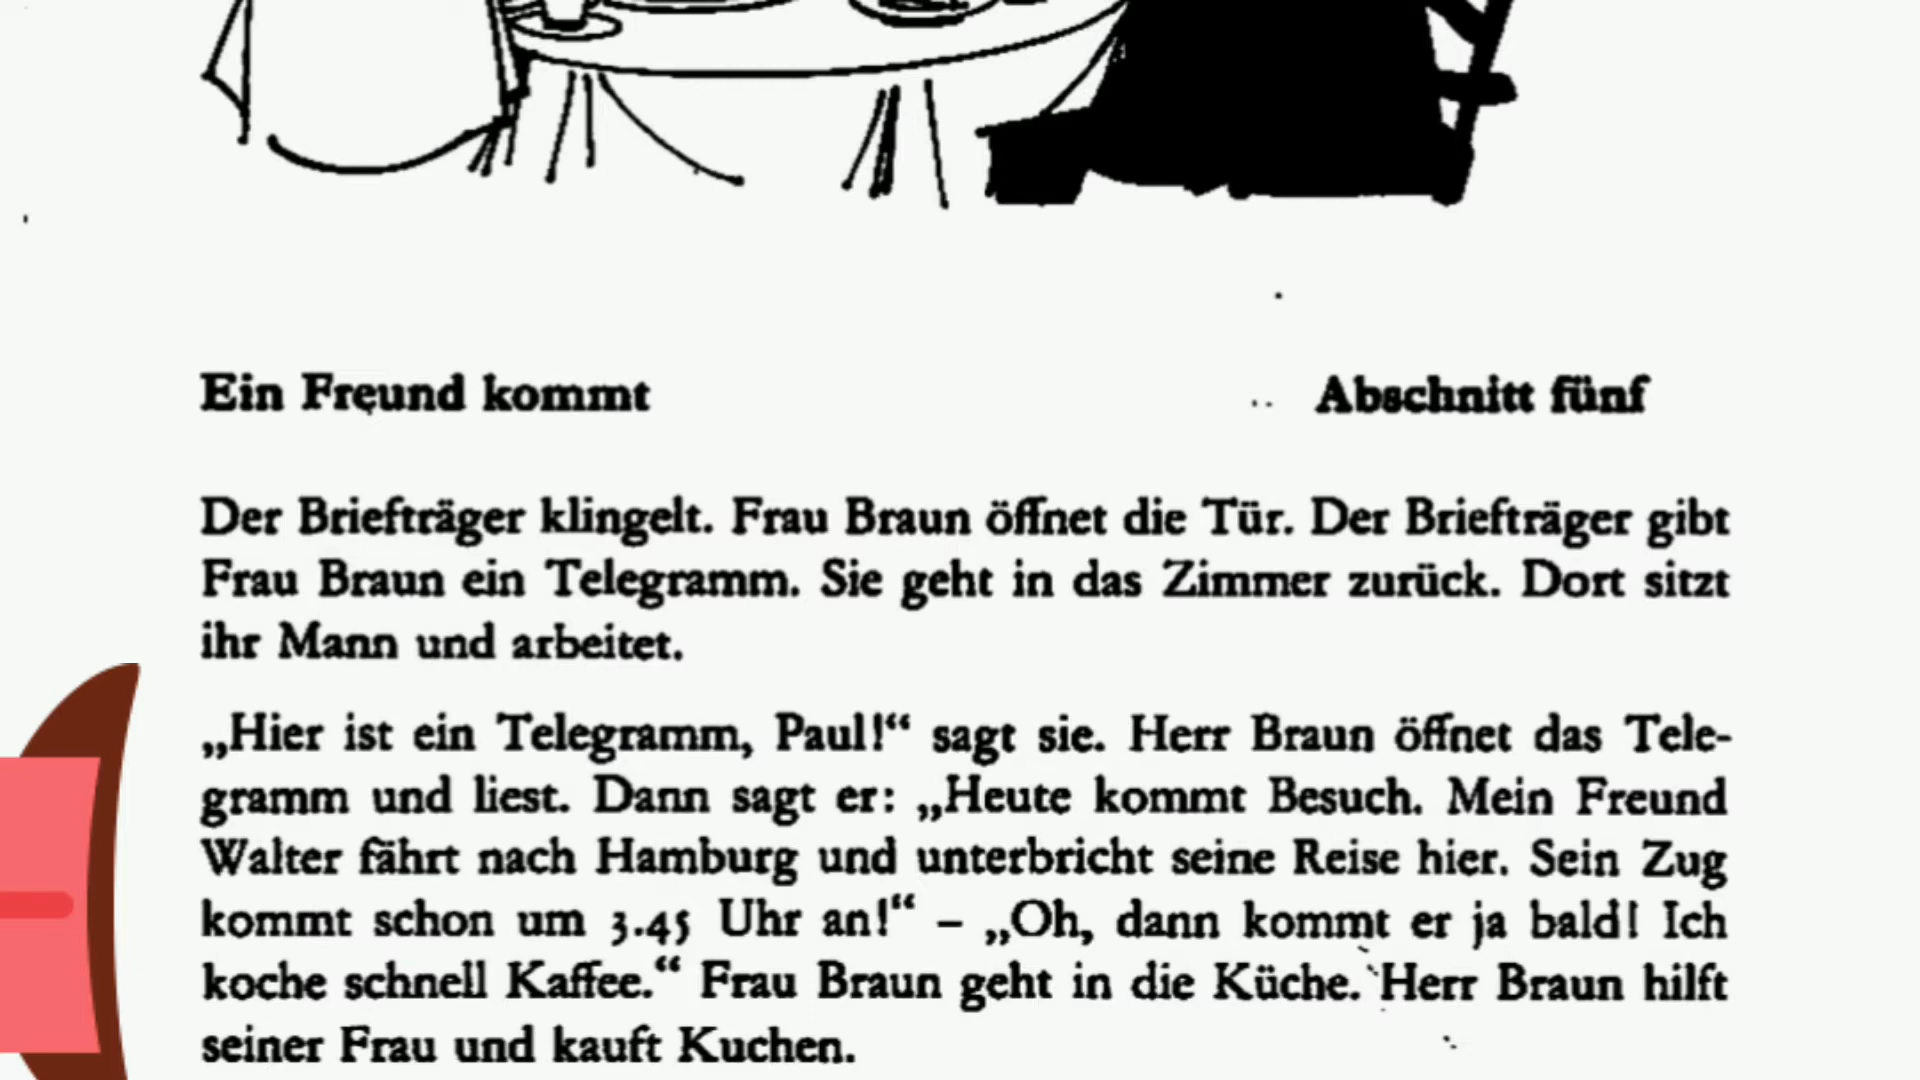 Ein Freund kommt
Abschnitt fünf
Der Briefträger klingelt. Frau Braun öffnet die Tür. Der Briefträger gibt
Frau Braun ein Telegramm. Sie geht in das Zimmer zurück. Dort sitzt
ihr Mann und arbeitet.
„Hier ist ein Telegramm, Paul!“ sagt sie. Herr Braun öffnet das Tele-
gramm und liest. Dann sagt er: „Heute kommt Besuch. Mein Freund
Walter fährt nach Hamburg und unterbricht seine Reise hier. Sein Zug
kommt schon um 3.45 Uhr an!“ – „Oh, dann kommt er ja bald! Ich
koche schnell Kaffee.“ Frau Braun geht in die Küche. Herr Braun hilft
seiner Frau und kauft Kuchen.